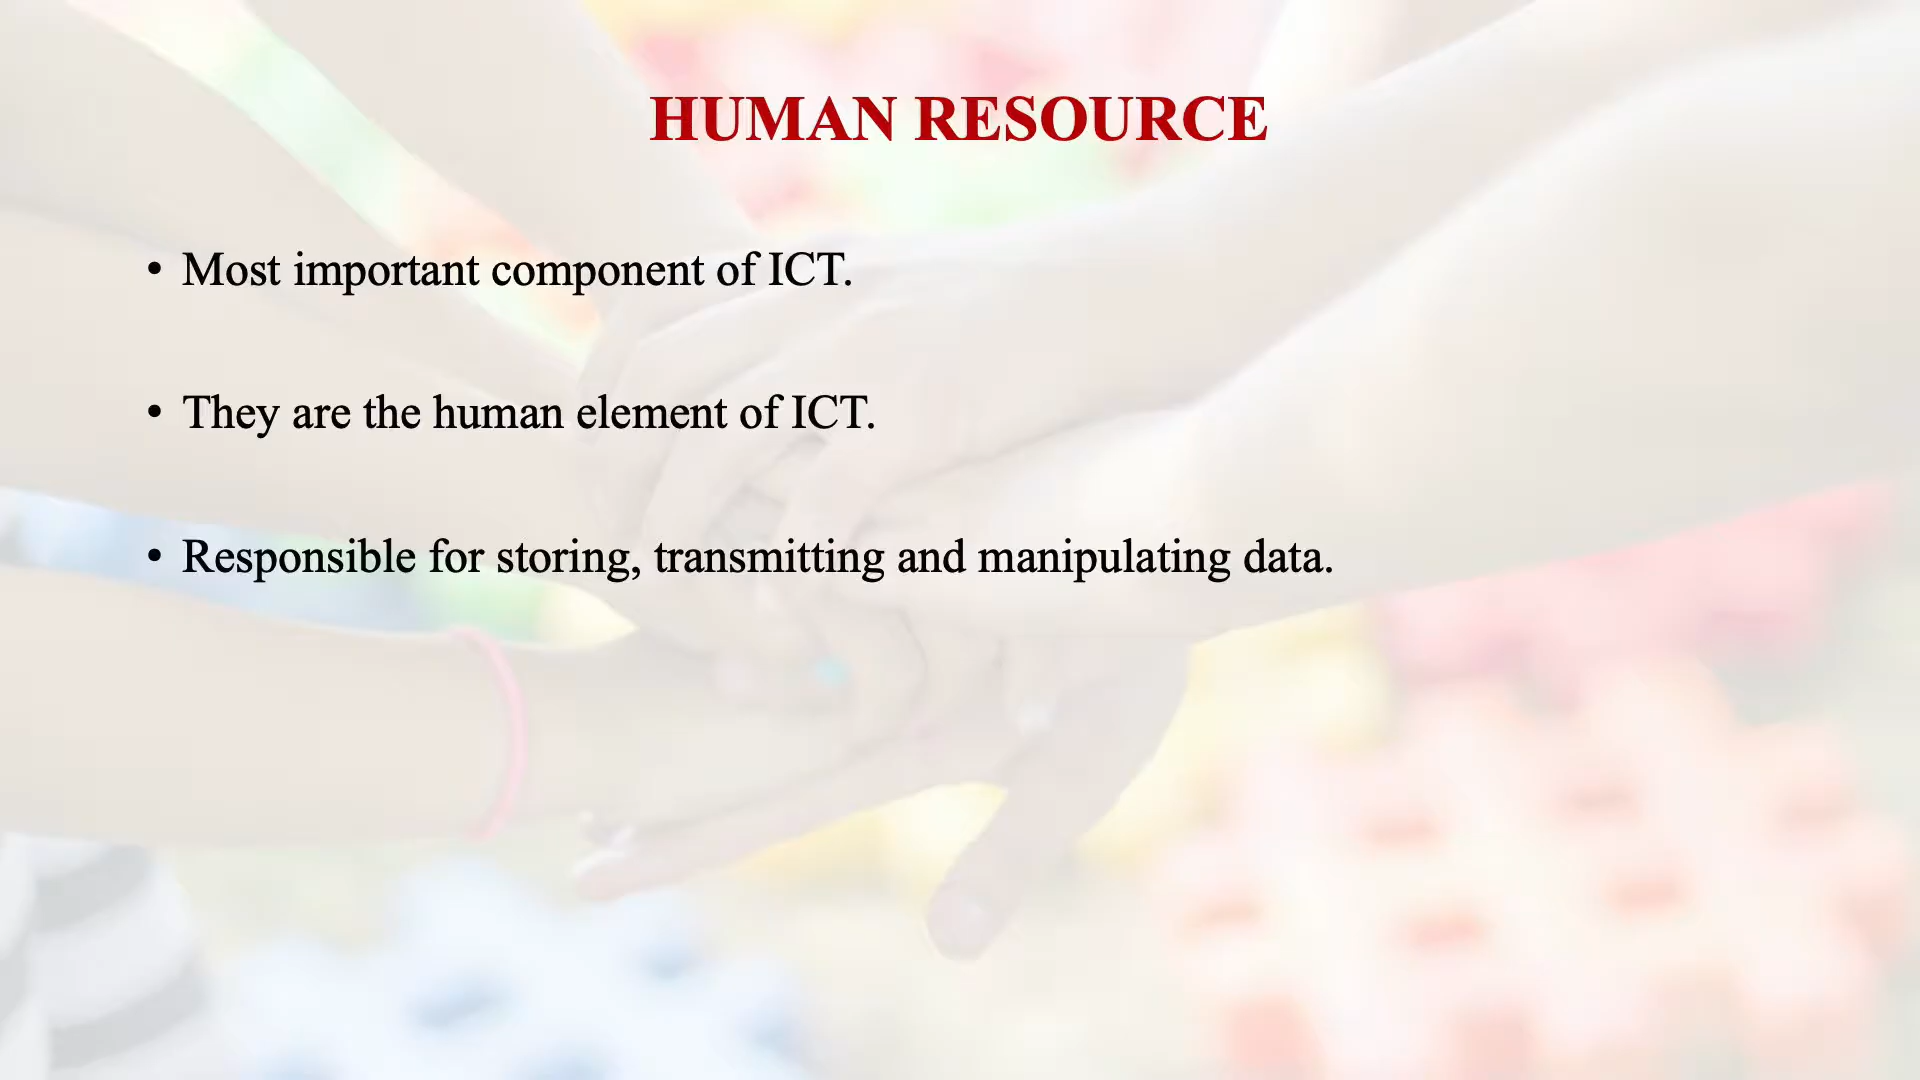 HUMAN RESOURCE
• Most important component of ICT.
• They are the human element of ICT.
• Responsible for storing, transmitting and manipulating data.